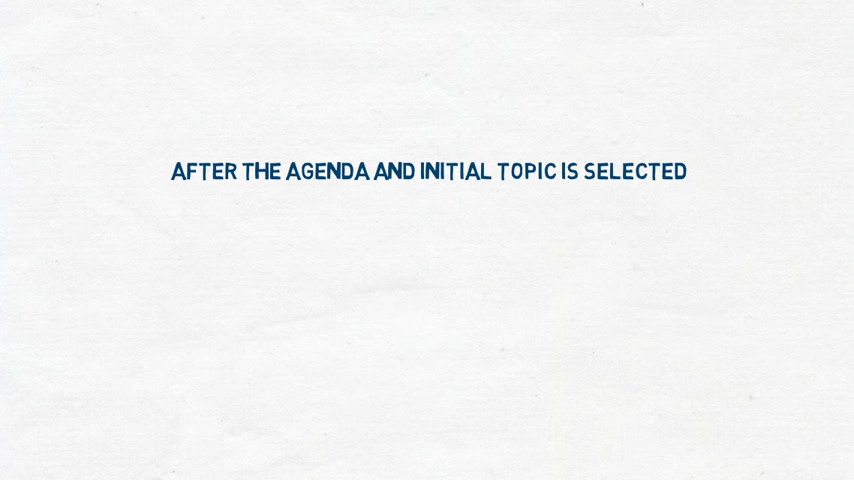 AFTER THE AGENDA AND INITIAL TOPIC IS SELECTED